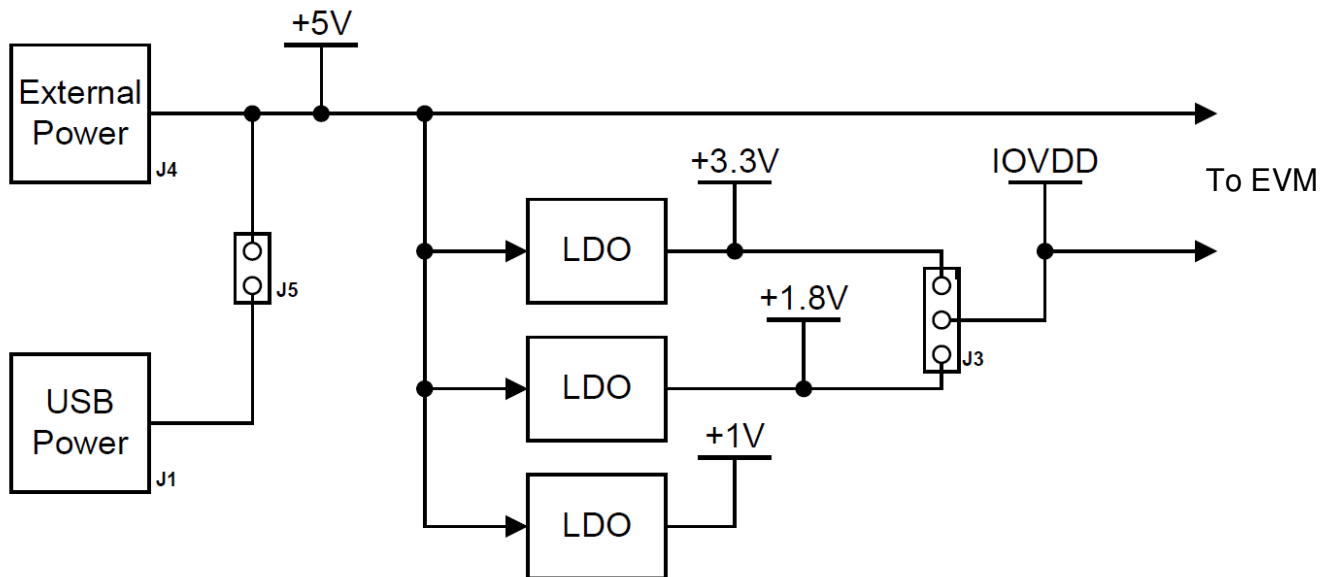 +5V
External
Power
J4
+3.3V
IOVDD
To EVM
LDO
J5
+1.8V
USB
Power
J1
LDO
J3
+1V
LDO